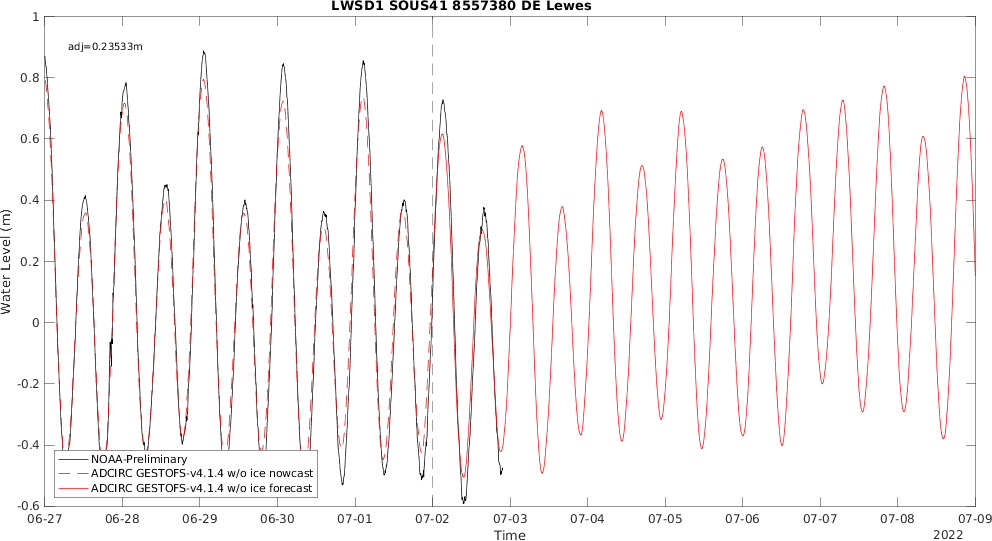 LWSD1 SOUS41 8557380 DE Lewes
adj=0.23533m
1
0.8
0.6
0.4
0.2
0
-0.2
-0.4
-0.6
Water Level (m)
NOAA-Preliminary
ADCIRC GESTOFS-v4.1.4 w/o ice nowcast
ADCIRC GESTOFS-v4.1.4 w/o ice forecast
06-27 06-28 06-29 06-30 07-01 07-02 07-03 07-04 07-05 07-06 07-07 07-08 07-09
Time
2022